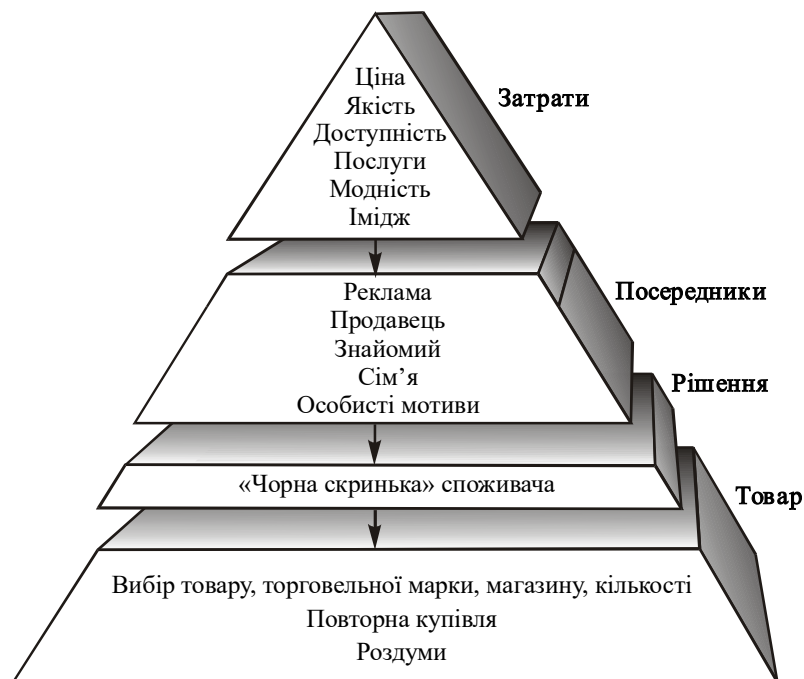 Ціна
Якість
Доступність
Послуги
Модність
Імідж
Затрати
Реклама
Продавець
Знайомий
Сім’я
Особисті мотиви
Посередники
«Чорна скринька» споживача
Рішення
Вибір товару, торговельної марки, магазину, кількості
Повторна купівля
Роздуми
Товар